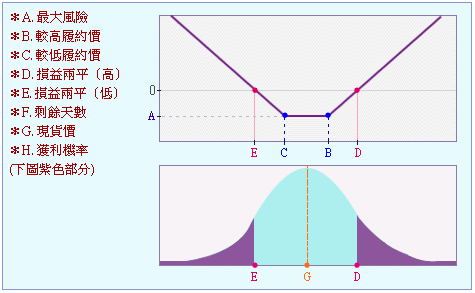 ＊A.最大風險
＊B.較高履約價
＊C.較低履約價
＊D.損益兩平〔高〕
＊E.損益兩平〔低〕
＊F.剩餘天數
＊G.現貨價
＊H.獲利機率
(下圖紫色部分)
0
A
E C B D
E G D